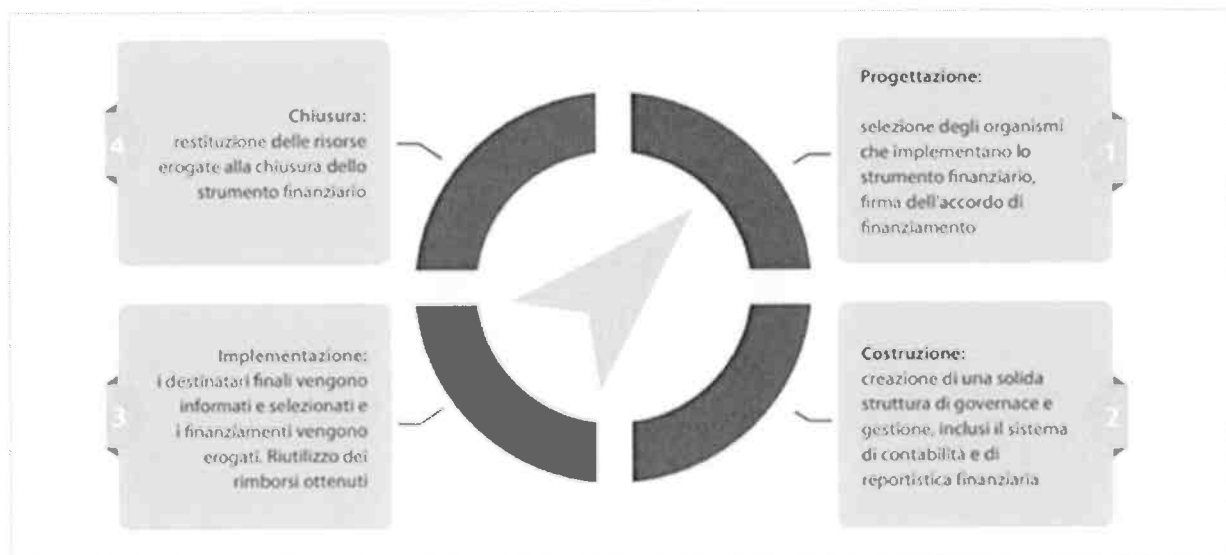 Progettazione:
selezione degli organismi
che implementano lo
strumento finanziario,
firma dell'accordo di
finanziamento
1
Costruzione:
creazione di una solida
struttura di governace e
gestione, inclusi il sistema
di contabilità e di
reportistica finanziaria
2
Implementazione:
i destinatari finali vengono
informati e selezionati e
i finanziamenti vengono
erogati. Riutilizzo dei
rimborsi ottenuti
3
Chiusura:
restituzione delle risorse
erogate alla chiusura dello
strumento finanziario
4